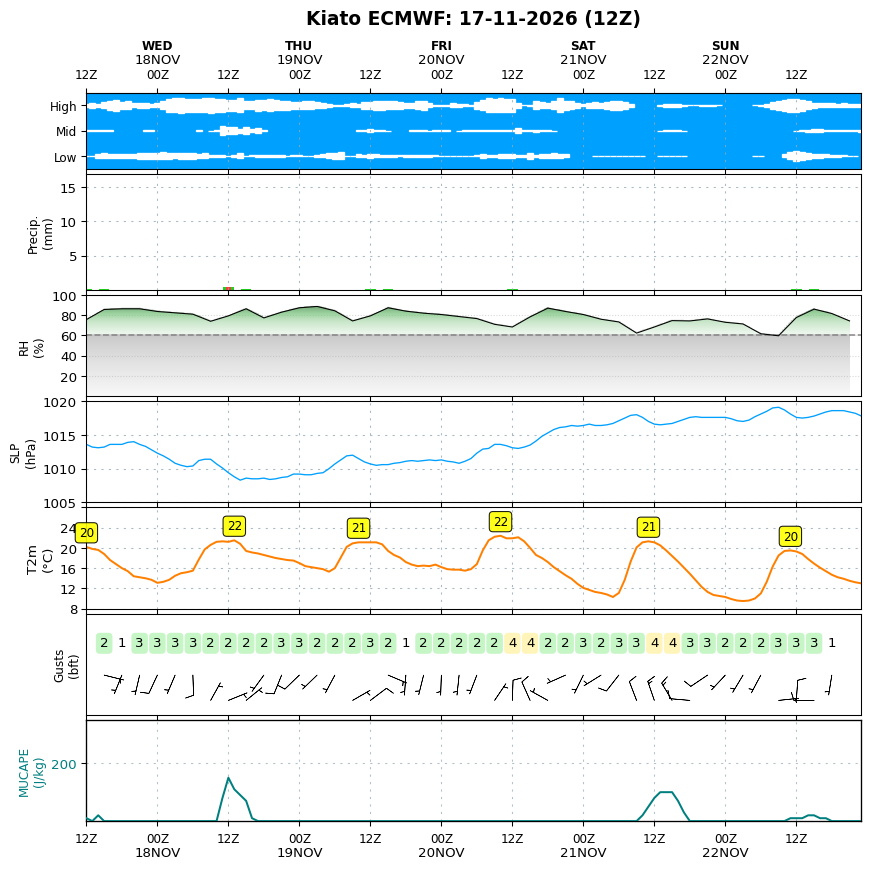 Kiato ECMWF: 17-11-2026 (12Z)
WED THU FRI SAT SUN
18NOV 19NOV 20NOV 21NOV 22NOV
12Z 00Z 12Z 00Z 12Z 00Z 12Z 00Z 12Z 00Z 12Z
High
Mid
Low
Precip.
(mm)
15
10
5
RH
(%)
100
80
60
40
20
SLP
(hPa)
1020
1015
1010
1005
T2m
(°C)
24
20
16
12
8
20 22 21 22 21 20
Gusts
(bft)
2 1 3 3 3 3 2 2 2 2 3 3 2 2 2 3 2 1 2 2 2 2 2 4 4 2 2 3 2 3 3 4 4 3 3 2 2 2 3 3 3 1
MUCAPE
(J/kg)
200
12Z 00Z 12Z 00Z 12Z 00Z 12Z 00Z 12Z 00Z 12Z
18NOV 19NOV 20NOV 21NOV 22NOV